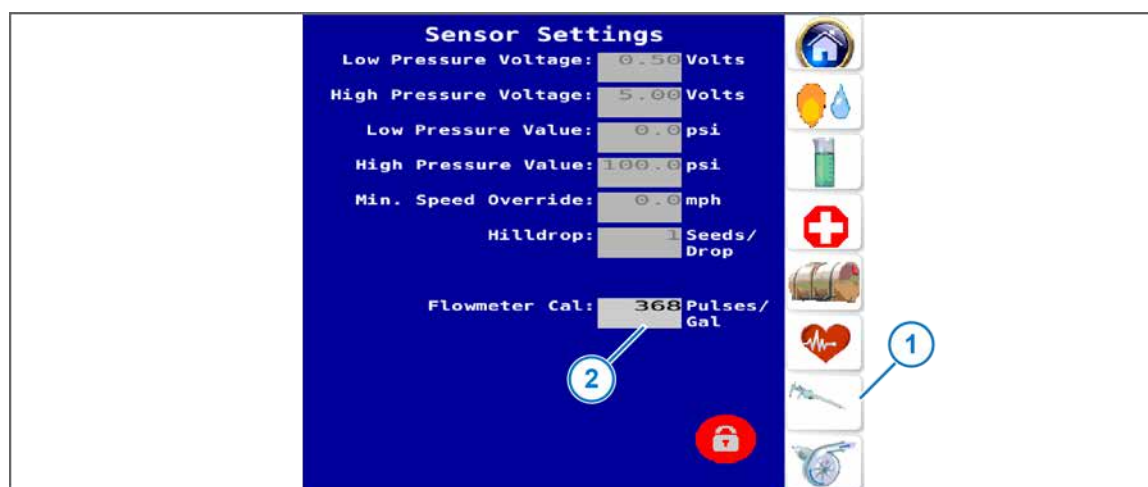 Sensor Settings
Low Pressure Voltage: 0.50 Volts
High Pressure Voltage: 5.00 Volts
Low Pressure Value: 0.0 psi
High Pressure Value: 100.0 psi
Min. Speed Override: 0.0 mph
Hilldrop: 1 Seeds/
Drop
Flowmeter Cal: 368 Pulses/
Gal
1
2